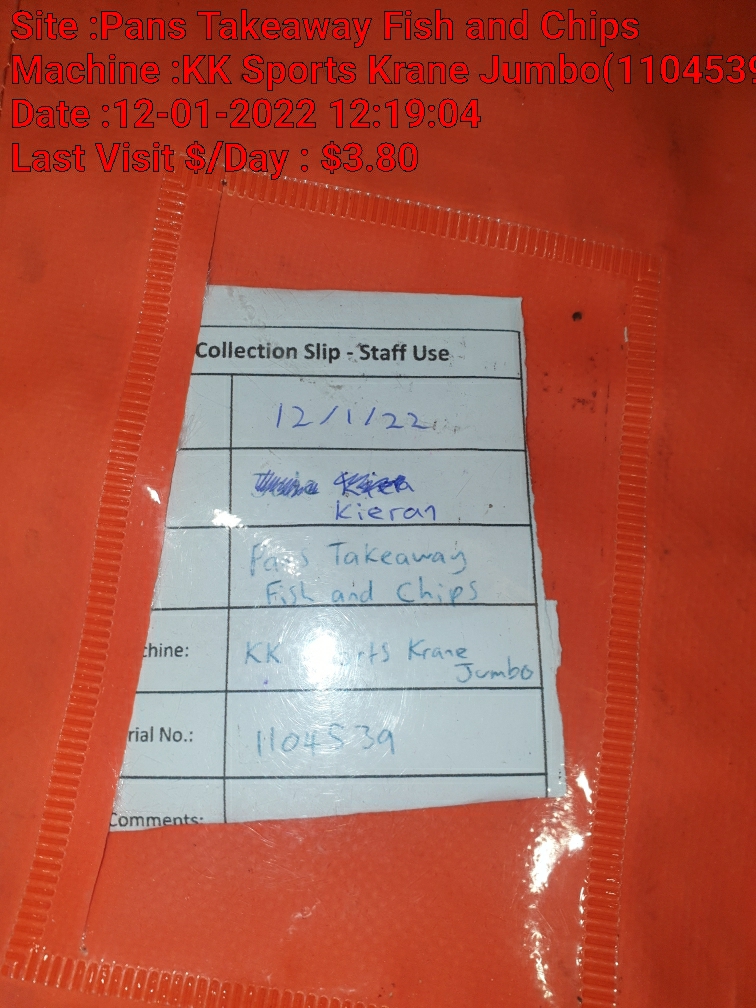 Site :Pans Takeaway Fish and Chips
Machine :KK Sports Krane Jumbo(1104539
Date :12-01-2022 12:19:04
Last Visit $/Day : $3.80
Collection Slip - Staff Use
12/1/22
Kieran
Pans Takeaway
Fish and Chips
chine:
KK Sports Krane
Jumbo
rial No.:
1104539
Comments: